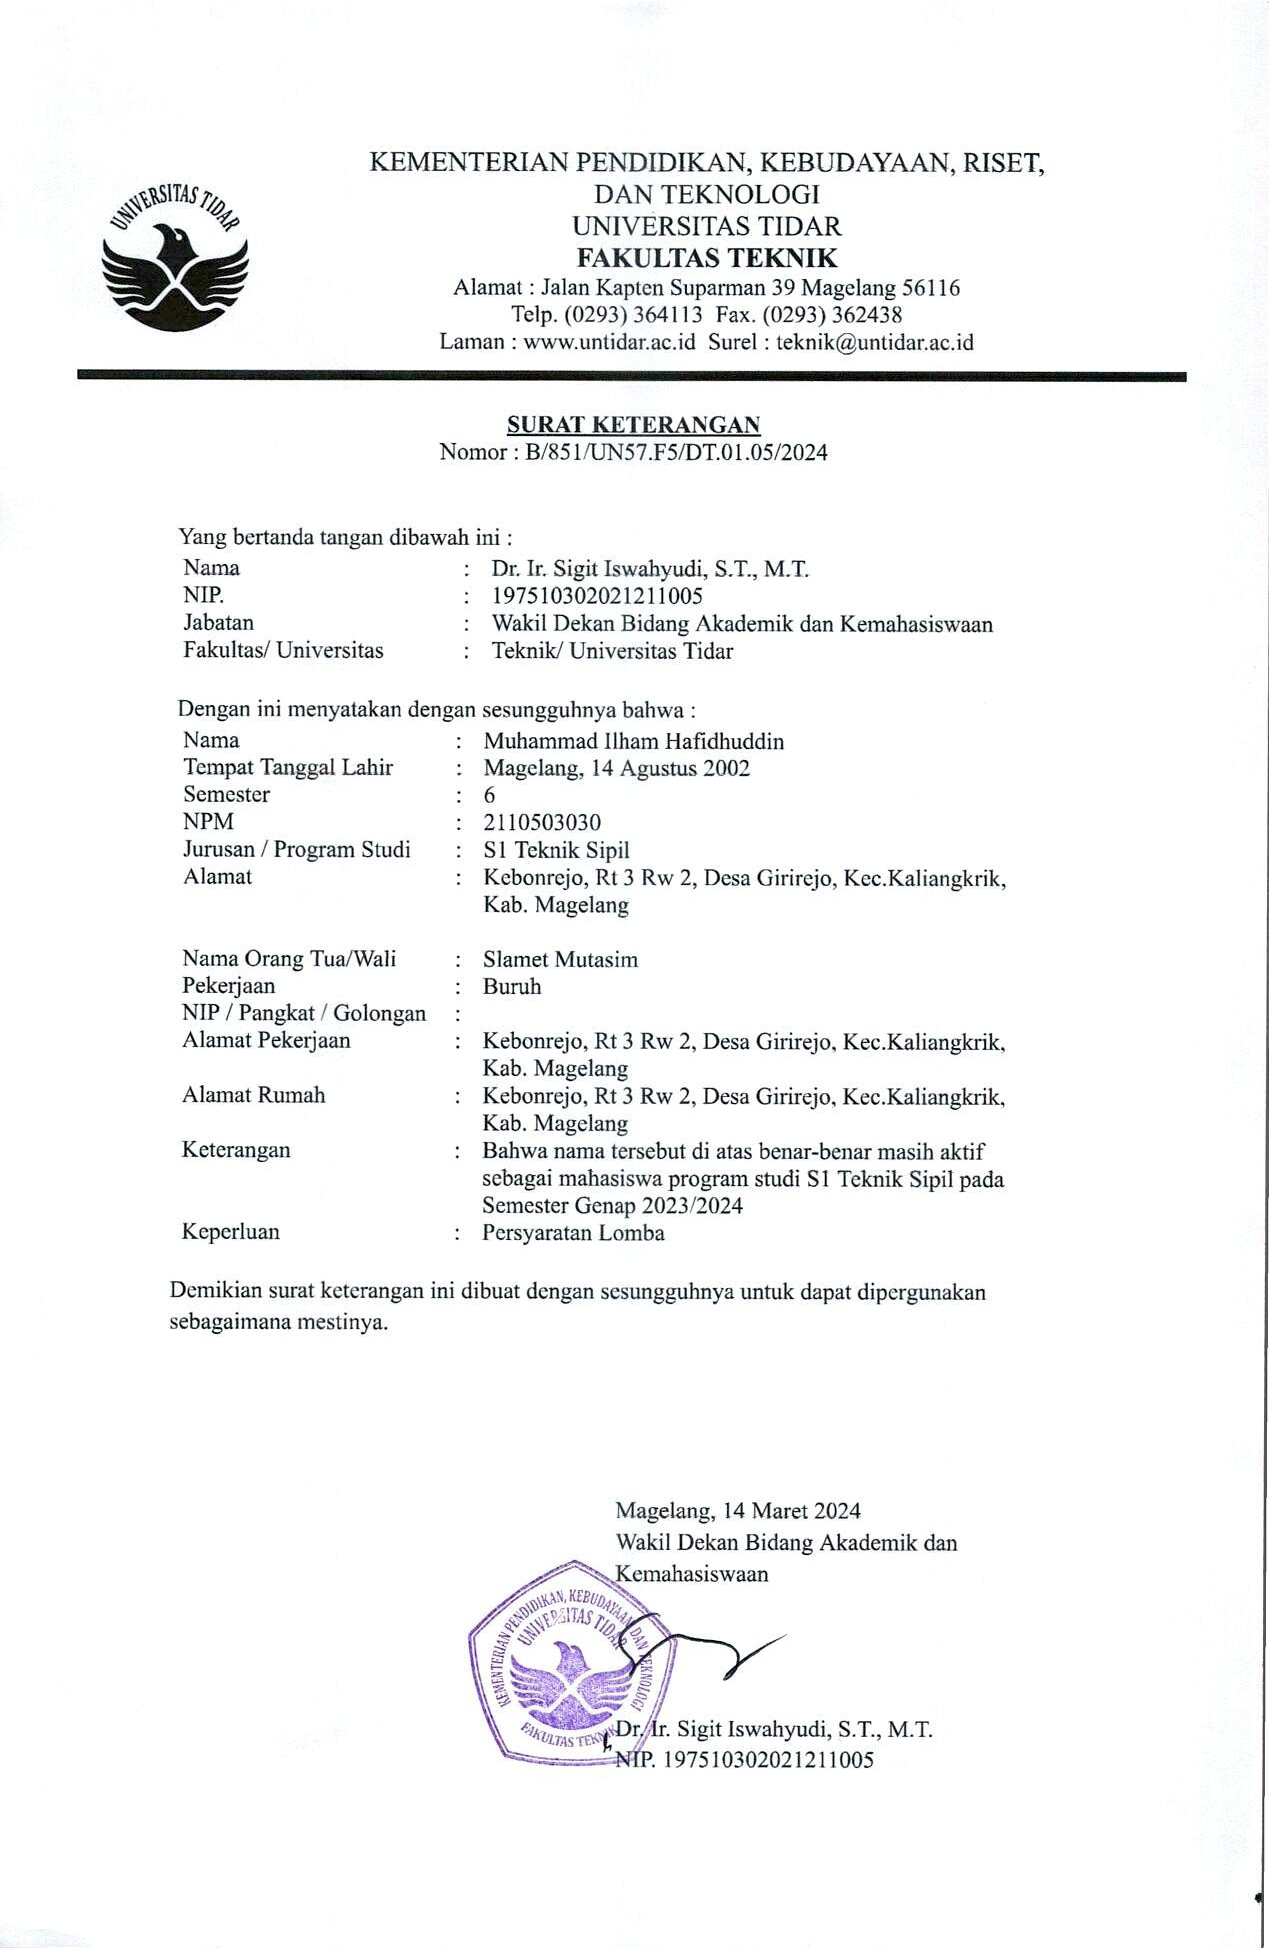 UNIVERSITAS TIDAR
KEMENTERIAN PENDIDIKAN, KEBUDAYAAN, RISET,
DAN TEKNOLOGI
UNIVERSITAS TIDAR
FAKULTAS TEKNIK
Alamat : Jalan Kapten Suparman 39 Magelang 56116
Telp. (0293) 364113 Fax. (0293) 362438
Laman : www.untidar.ac.id Surel : teknik@untidar.ac.id
SURAT KETERANGAN
Nomor : B/851/UN57.F5/DT.01.05/2024
Yang bertanda tangan dibawah ini :
Nama : Dr. Ir. Sigit Iswahyudi, S.T., M.T.
NIP. : 197510302021211005
Jabatan : Wakil Dekan Bidang Akademik dan Kemahasiswaan
Fakultas/ Universitas : Teknik/ Universitas Tidar
Dengan ini menyatakan dengan sesungguhnya bahwa :
Nama : Muhammad Ilham Hafidhuddin
Tempat Tanggal Lahir : Magelang, 14 Agustus 2002
Semester : 6
NPM : 2110503030
Jurusan / Program Studi : S1 Teknik Sipil
Alamat : Kebonrejo, Rt 3 Rw 2, Desa Girirejo, Kec.Kaliangkrik,
Kab. Magelang
Nama Orang Tua/Wali : Slamet Mutasim
Pekerjaan : Buruh
NIP / Pangkat / Golongan :
Alamat Pekerjaan : Kebonrejo, Rt 3 Rw 2, Desa Girirejo, Kec.Kaliangkrik,
Kab. Magelang
Alamat Rumah : Kebonrejo, Rt 3 Rw 2, Desa Girirejo, Kec.Kaliangkrik,
Kab. Magelang
Keterangan : Bahwa nama tersebut di atas benar-benar masih aktif
sebagai mahasiswa program studi S1 Teknik Sipil pada
Semester Genap 2023/2024
Keperluan : Persyaratan Lomba
Demikian surat keterangan ini dibuat dengan sesungguhnya untuk dapat dipergunakan
sebagaimana mestinya.
Magelang, 14 Maret 2024
Wakil Dekan Bidang Akademik dan
Kemahasiswaan
KEMENTERIAN PENDIDIKAN, KEBUDAYAAN DAN TEKNOLOGI
UNIVERSITAS TIDAR
FAKULTAS TEKNIK
Dr. Ir. Sigit Iswahyudi, S.T., M.T.
NIP. 197510302021211005